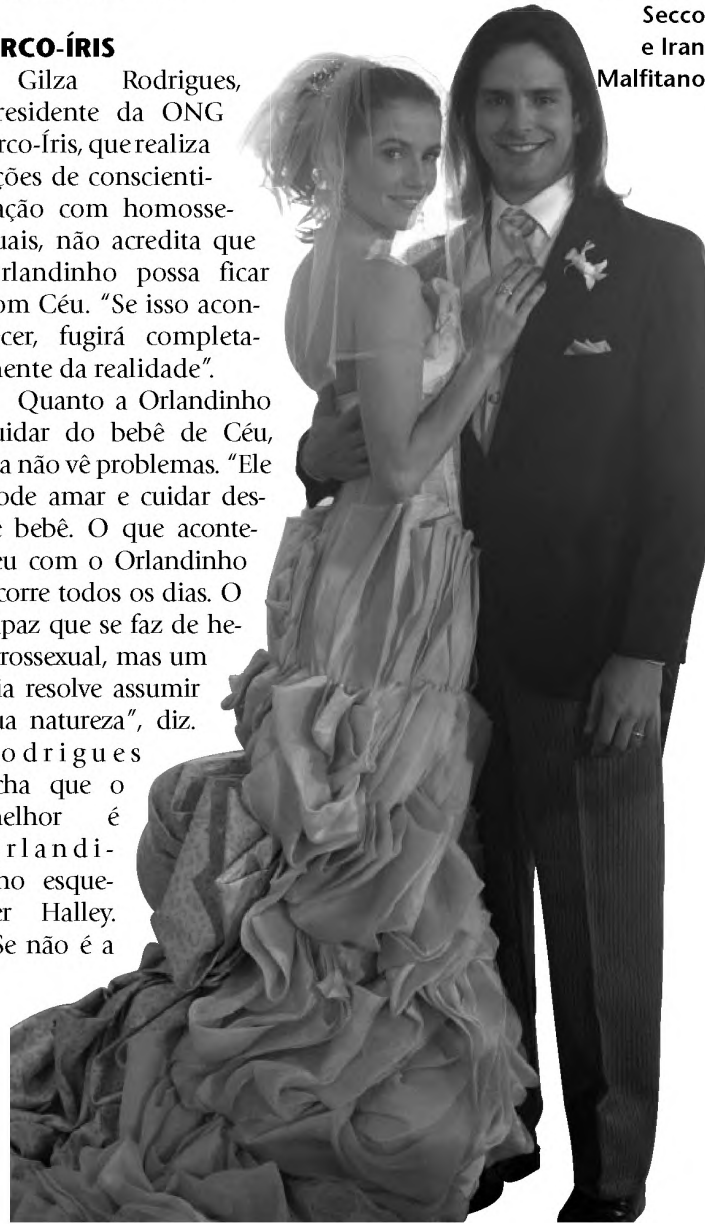 RCO-ÍRIS
Gilza Rodrigues,
residente da ONG
rco-Íris, que realiza
ções de conscienti-
ação com homosse-
uais, não acredita que
rlandinho possa ficar
om Céu. "Se isso acon-
cer, fugirá completa-
ente da realidade".
Quanto a Orlandinho
uidar do bebê de Céu,
a não vê problemas. "Ele
ode amar e cuidar des-
e bebê. O que aconte-
eu com o Orlandinho
corre todos os dias. O
apaz que se faz de he-
rossexual, mas um
ia resolve assumir
ua natureza", diz.
odrigues
cha que o
elhor é
rlandi-
no esque-
er Halley.
Se não é a
Secco
e Iran
Malfitano